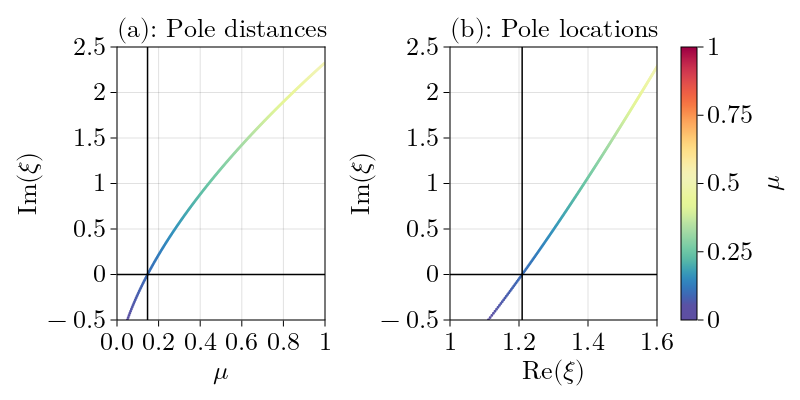 (a): Pole distances
2.5
2
1.5
1
0.5
0
− 0.5
Im(ξ)
0.0 0.2 0.4 0.6 0.8 1
μ
(b): Pole locations
2.5
2
1.5
1
0.5
0
− 0.5
Im(ξ)
1 1.2 1.4 1.6
Re(ξ)
1
0.75
0.5
0.25
0
μ